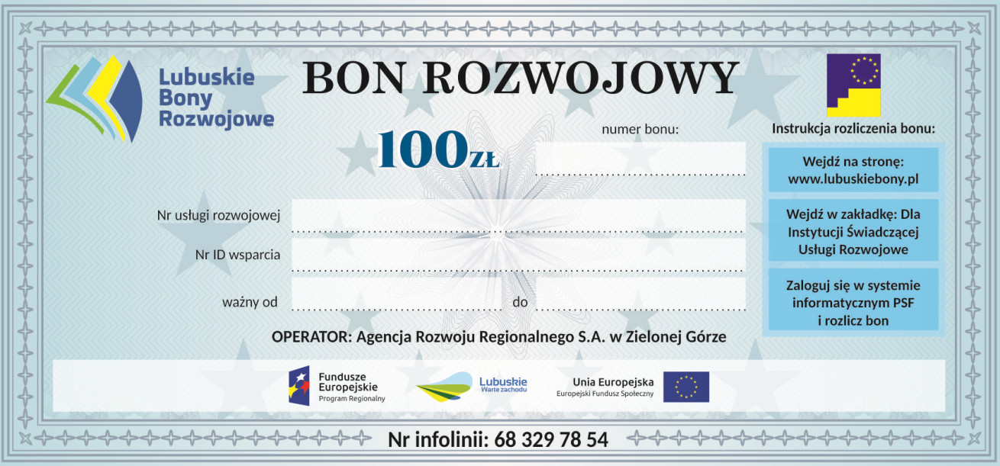 Lubuskie
Bony
Rozwojowe
BON ROZWOJOWY
100ZŁ
numer bonu:
Nr usługi rozwojowej
Nr ID wsparcia
ważny od
do
OPERATOR: Agencja Rozwoju Regionalnego S.A. w Zielonej Górze
Instrukcja rozliczenia bonu:
Wejdź na stronę:
www.lubuskiebony.pl
Wejdź w zakładkę: Dla
Instytucji Świadczącej
Usługi Rozwojowe
Zaloguj się w systemie
informatycznym PSF
i rozlicz bon
Fundusze
Europejskie
Program Regionalny
Lubuskie
Warte zachodu
Unia Europejska
Europejski Fundusz Społeczny
Nr infolinii: 68 329 78 54